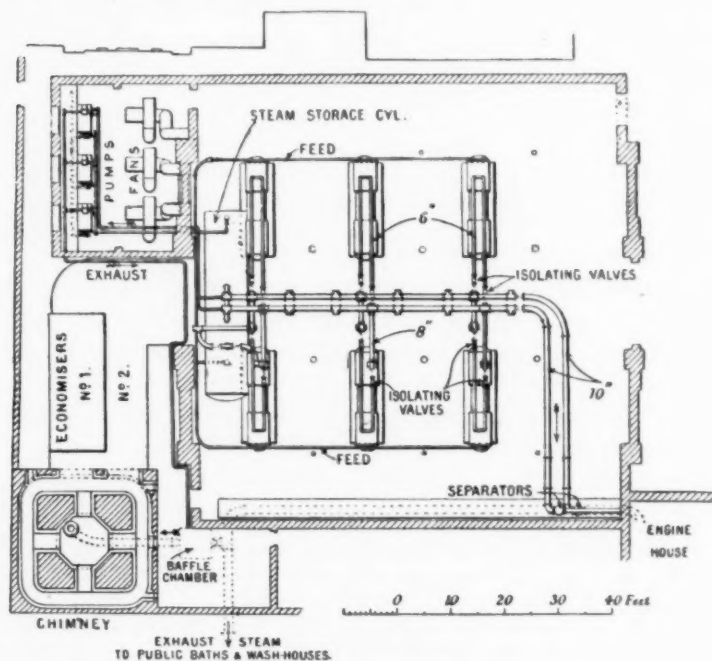 STEAM STORAGE CYL.
FEED
PUMPS
FANS
6"
EXHAUST
ISOLATING VALVES
8"
10"
ECONOMISERS
Nº 1.
Nº 2.
ISOLATING
VALVES
FEED
SEPARATORS
ENGINE
HOUSE
BAFFLE
CHAMBER
CHIMNEY
0 10 20 30 40 Feet
EXHAUST STEAM
TO PUBLIC BATHS & WASH-HOUSES.